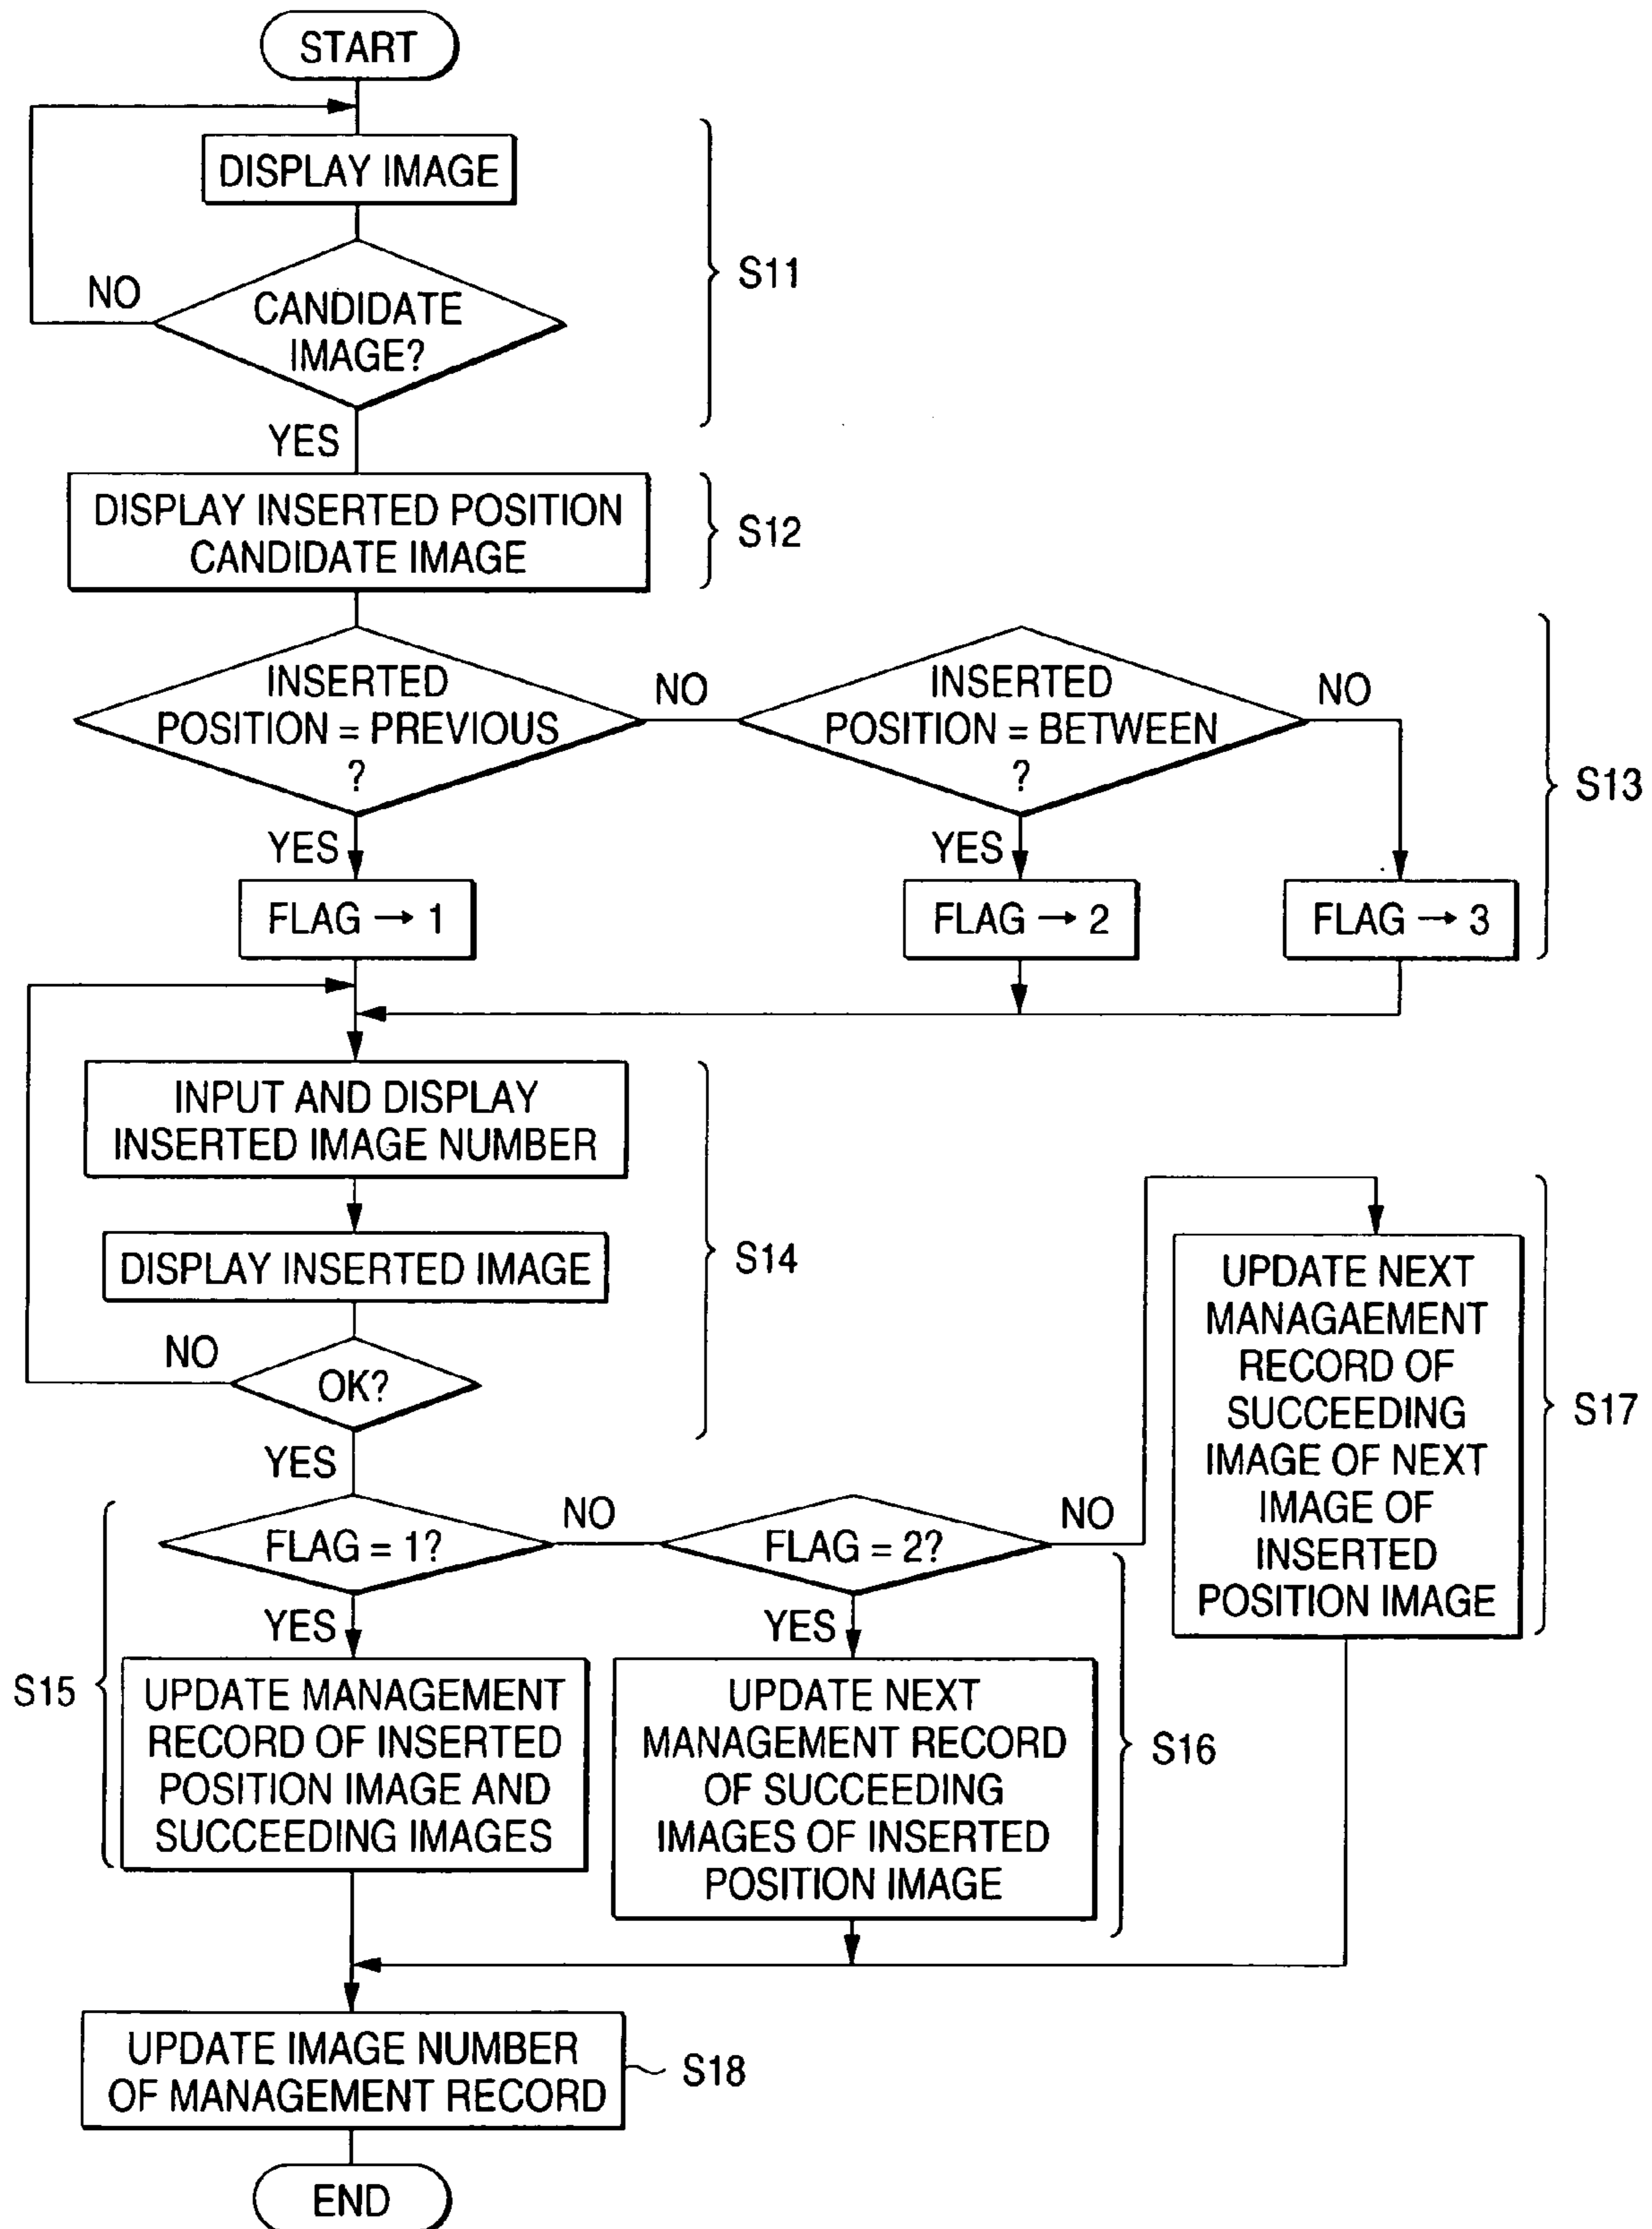 START
DISPLAY IMAGE
NO
CANDIDATE
IMAGE?
S11
YES
DISPLAY INSERTED POSITION
CANDIDATE IMAGE
S12
INSERTED
POSITION = PREVIOUS
?
NO
INSERTED
POSITION = BETWEEN
?
NO
S13
YES
YES
FLAG → 1
FLAG → 2
FLAG → 3
INPUT AND DISPLAY
INSERTED IMAGE NUMBER
DISPLAY INSERTED IMAGE
S14
NO
OK?
YES
UPDATE NEXT
MANAGAEMENT
RECORD OF
SUCCEEDING
IMAGE OF NEXT
IMAGE OF
INSERTED
POSITION IMAGE
S17
FLAG = 1?
NO
FLAG = 2?
NO
YES
YES
S15
UPDATE MANAGEMENT
RECORD OF INSERTED
POSITION IMAGE AND
SUCCEEDING IMAGES
UPDATE NEXT
MANAGEMENT RECORD
OF SUCCEEDING
IMAGES OF INSERTED
POSITION IMAGE
S16
UPDATE IMAGE NUMBER
OF MANAGEMENT RECORD
S18
END